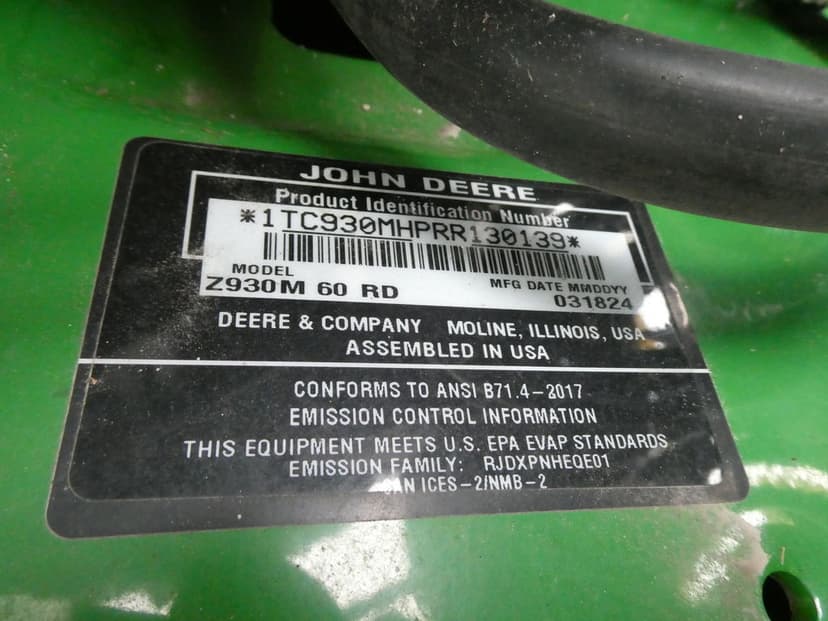 JOHN DEERE
Product Identification Number
*1TC930MHPRR130139*
MODEL MFG DATE MMDDYY
Z930M 60 RD 031824
DEERE & COMPANY MOLINE, ILLINOIS, USA
ASSEMBLED IN USA
CONFORMS TO ANSI B71.4-2017
EMISSION CONTROL INFORMATION
THIS EQUIPMENT MEETS U.S. EPA EVAP STANDARDS
EMISSION FAMILY: RJDXPNHEQE01
ICES-2/NMB-2